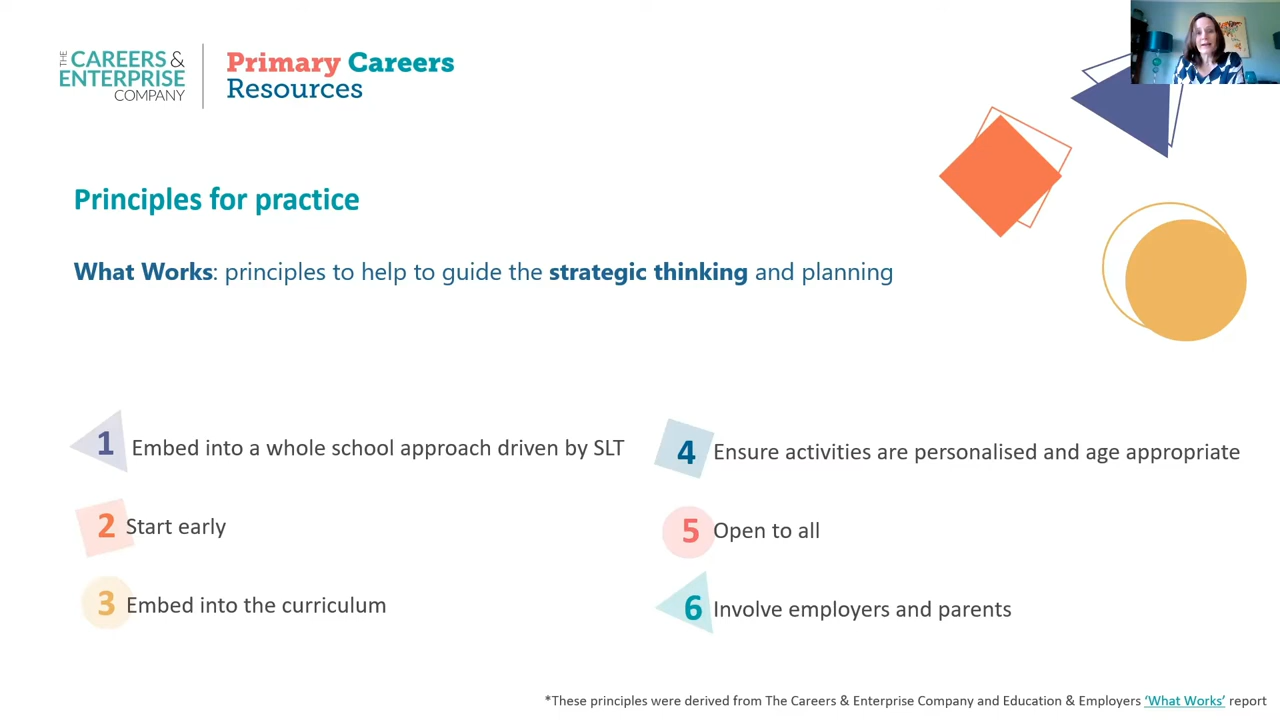 THE
CAREERS &
ENTERPRISE
COMPANY
Primary Careers
Resources
Principles for practice
What Works: principles to help to guide the strategic thinking and planning
1 Embed into a whole school approach driven by SLT
2 Start early
3 Embed into the curriculum
4 Ensure activities are personalised and age appropriate
5 Open to all
6 Involve employers and parents
*These principles were derived from The Careers & Enterprise Company and Education & Employers ‘What Works’ report